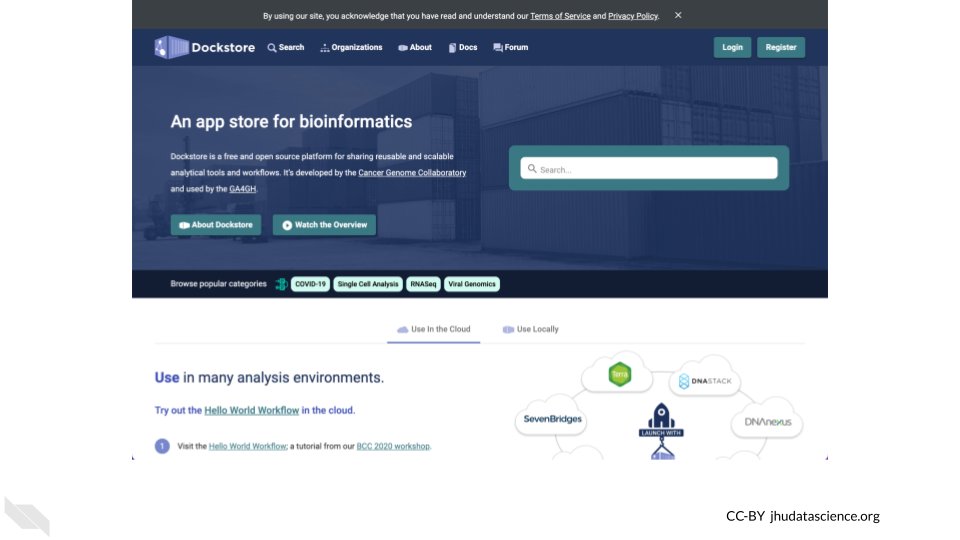 By using our site, you acknowledge that you have read and understand our Terms of Service and Privacy Policy. ×
Dockstore Search Organizations About Docs Forum Login Register
An app store for bioinformatics
Dockstore is a free and open source platform for sharing reusable and scalable
analytical tools and workflows. It's developed by the Cancer Genome Collaboratory
and used by the GA4GH.
Search...
About Dockstore Watch the Overview
Browse popular categories COVID-19 Single Cell Analysis RNASeq Viral Genomics
Use In the Cloud Use Locally
Use in many analysis environments.
Try out the Hello World Workflow in the cloud.
1 Visit the Hello World Workflow; a tutorial from our BCC 2020 workshop.
Terra
DNASTACK
SevenBridges
DNAnexus
LAUNCH WITH
CC-BY jhudatascience.org